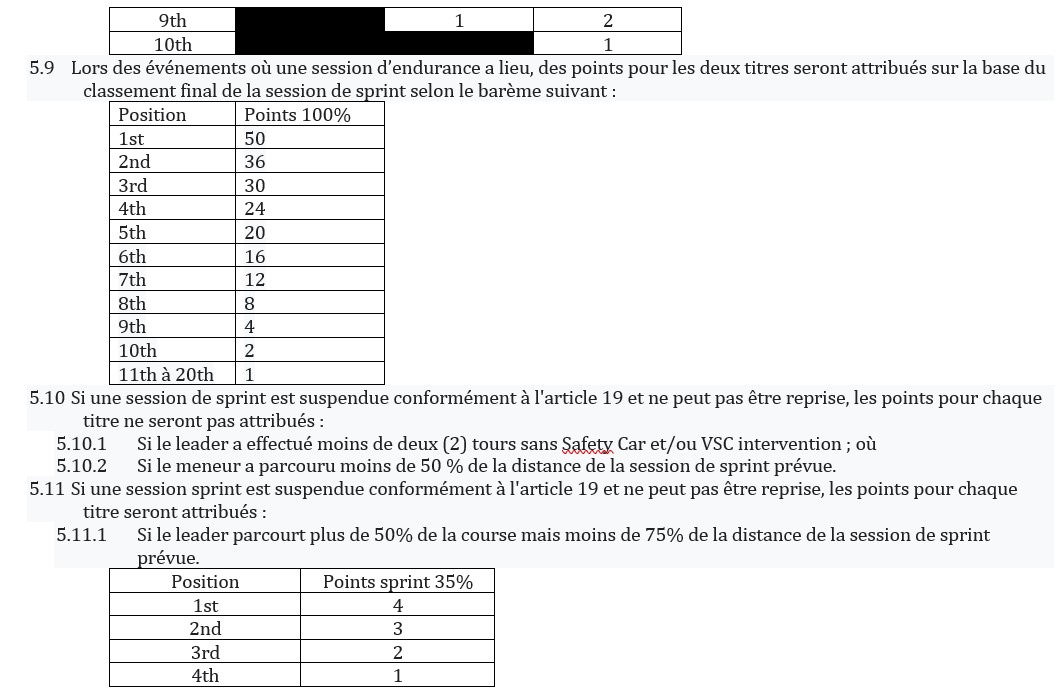 9th 1 2
10th 1
5.9 Lors des événements où une session d’endurance a lieu, des points pour les deux titres seront attribués sur la base du
classement final de la session de sprint selon le barème suivant :
Position Points 100%
1st 50
2nd 36
3rd 30
4th 24
5th 20
6th 16
7th 12
8th 8
9th 4
10th 2
11th à 20th 1
5.10 Si une session de sprint est suspendue conformément à l'article 19 et ne peut pas être reprise, les points pour chaque
titre ne seront pas attribués :
5.10.1 Si le leader a effectué moins de deux (2) tours sans Safety Car et/ou VSC intervention ; où
5.10.2 Si le meneur a parcouru moins de 50 % de la distance de la session de sprint prévue.
5.11 Si une session sprint est suspendue conformément à l'article 19 et ne peut pas être reprise, les points pour chaque
titre seront attribués :
5.11.1 Si le leader parcourt plus de 50% de la course mais moins de 75% de la distance de la session de sprint
prévue.
Position Points sprint 35%
1st 4
2nd 3
3rd 2
4th 1